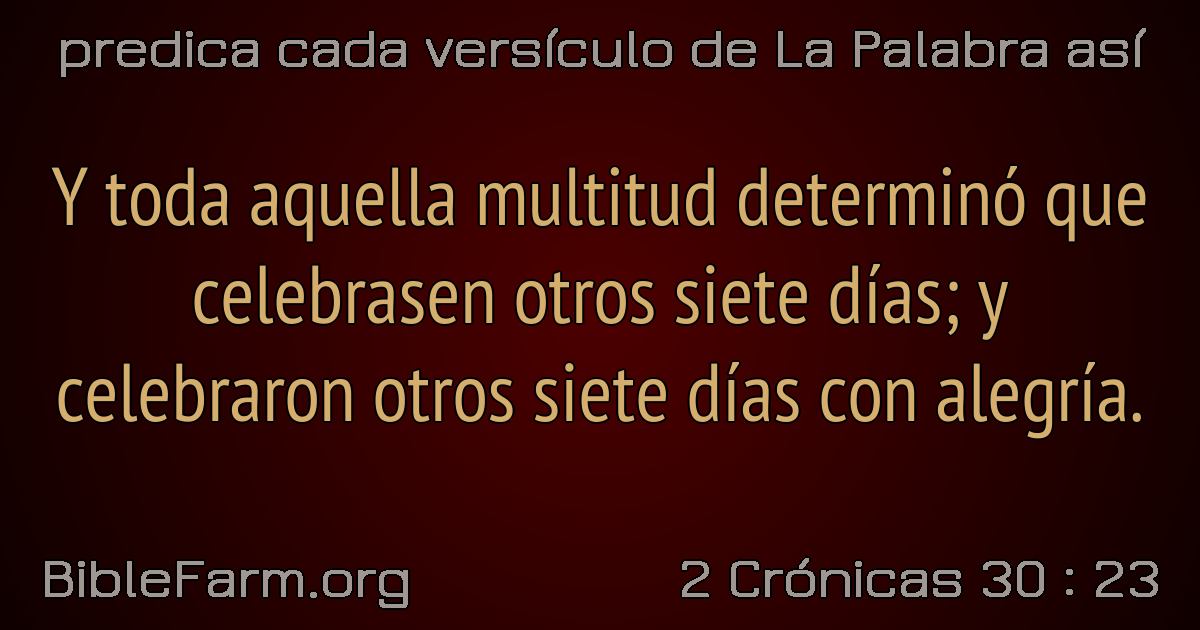 predica cada versículo de La Palabra así
Y toda aquella multitud determinó que
celebrasen otros siete días; y
celebraron otros siete días con alegría.
BibleFarm.org
2 Crónicas 30 : 23